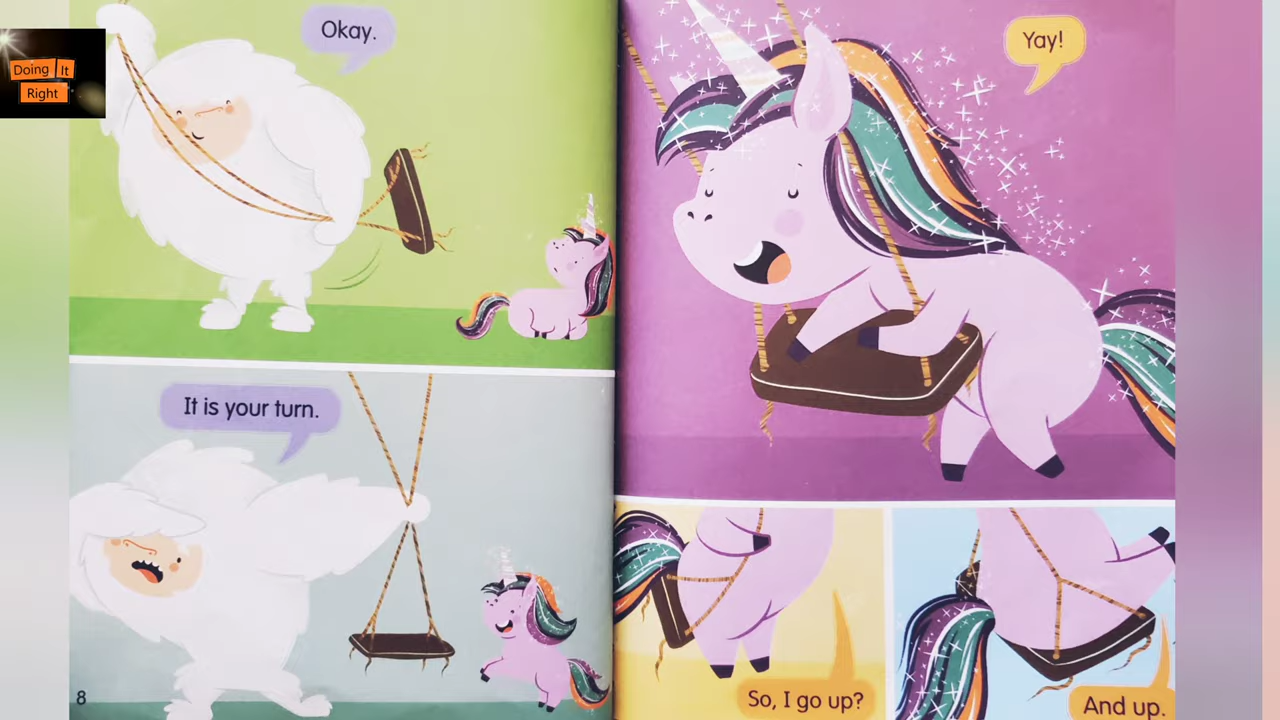 Doing It
Right
Okay.
It is your turn.
8
Yay!
So, I go up?
And up.